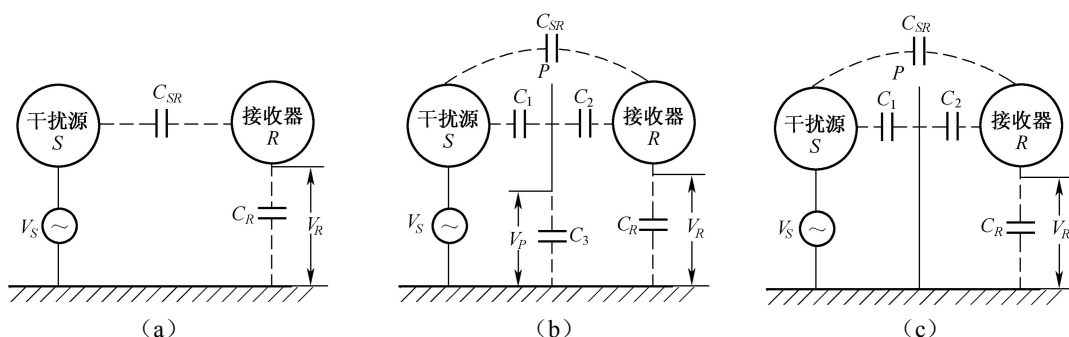 C_SR
干扰源
S
接收器
R
V_S
~
C_R
V_R
(a)
C_SR
P
C_1
C_2
干扰源
S
接收器
R
V_S
~
V_P
C_3
C_R
V_R
(b)
C_SR
P
C_1
C_2
干扰源
S
接收器
R
V_S
~
C_R
V_R
(c)